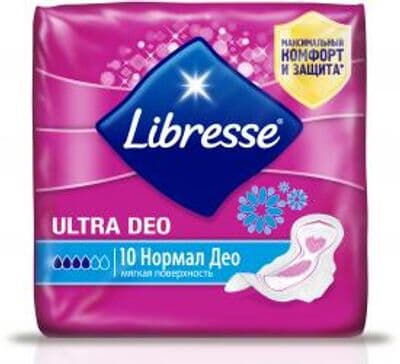 МАКСИМАЛЬНЫЙ
КОМФОРТ
И ЗАЩИТА*
Libresse®
ULTRA DEO
10 Нормал Део
мягкая поверхность